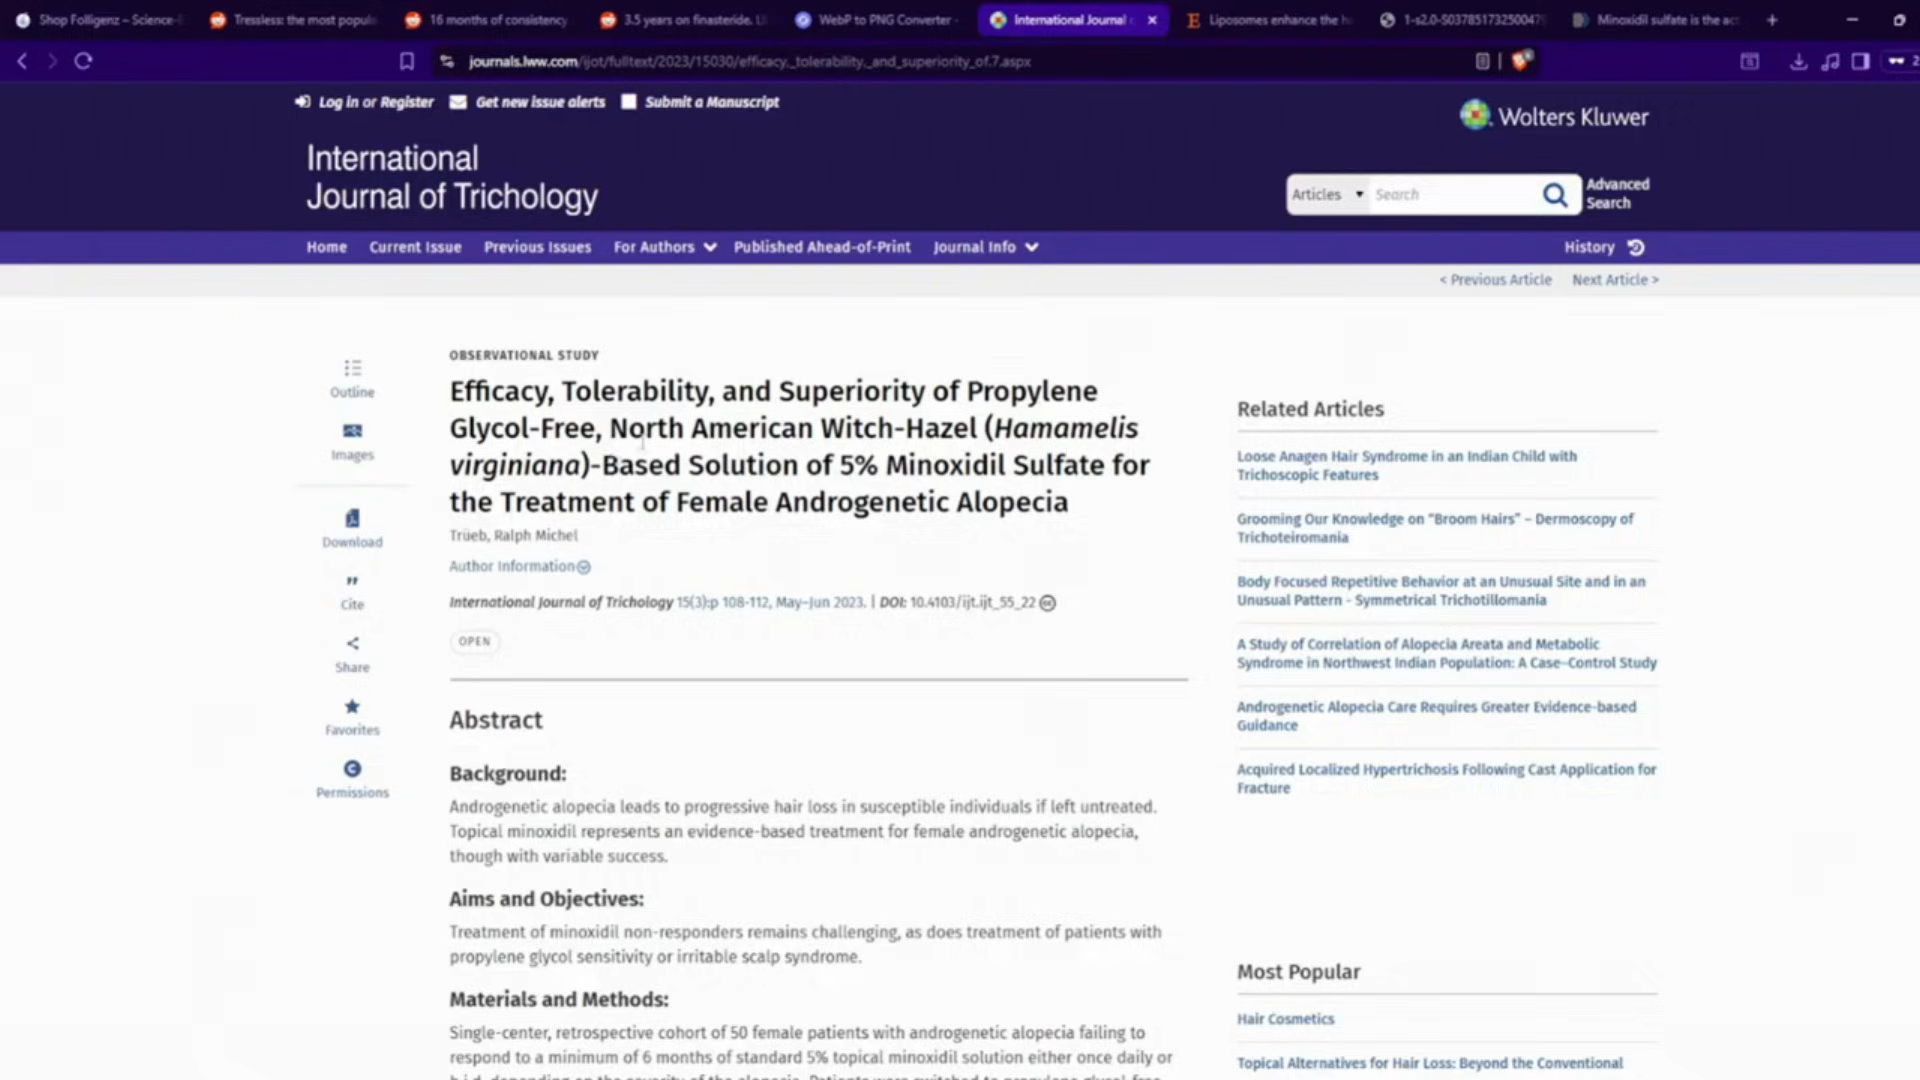 Shop Folligenz – Science-
Tressless: the most popula
16 months of consistency
3.5 years on finasteride.
WebP to PNG Converter -
International Journal
Liposomes enhance the h
Minoxidil sulfate is the ac
journals.lww.com/ijot/fulltext/2023/15030/efficacy,_tolerability,_and_superiority_of.7.aspx
Log in or Register
Get new issue alerts
Submit a Manuscript
Wolters Kluwer
International
Journal of Trichology
Articles
Search
Advanced
Search
Home
Current Issue
Previous Issues
For Authors
Published Ahead-of-Print
Journal Info
History
< Previous Article
Next Article >
Outline
Images
Download
Cite
Share
Favorites
Permissions
OBSERVATIONAL STUDY
Efficacy, Tolerability, and Superiority of Propylene
Glycol-Free, North American Witch-Hazel (Hamamelis
virginiana)-Based Solution of 5% Minoxidil Sulfate for
the Treatment of Female Androgenetic Alopecia
Trüeb, Ralph Michel
Author Information
International Journal of Trichology 15(3):p 108-112, May–Jun 2023. | DOI: 10.4103/ijt.ijt_55_22
OPEN
Abstract
Background:
Androgenetic alopecia leads to progressive hair loss in susceptible individuals if left untreated.
Topical minoxidil represents an evidence-based treatment for female androgenetic alopecia,
though with variable success.
Aims and Objectives:
Treatment of minoxidil non-responders remains challenging, as does treatment of patients with
propylene glycol sensitivity or irritable scalp syndrome.
Materials and Methods:
Single-center, retrospective cohort of 50 female patients with androgenetic alopecia failing to
respond to a minimum of 6 months of standard 5% topical minoxidil solution either once daily or
Related Articles
Loose Anagen Hair Syndrome in an Indian Child with
Trichoscopic Features
Grooming Our Knowledge on “Broom Hairs” – Dermoscopy of
Trichoteiromania
Body Focused Repetitive Behavior at an Unusual Site and in an
Unusual Pattern - Symmetrical Trichotillomania
A Study of Correlation of Alopecia Areata and Metabolic
Syndrome in Northwest Indian Population: A Case–Control Study
Androgenetic Alopecia Care Requires Greater Evidence-based
Guidance
Acquired Localized Hypertrichosis Following Cast Application for
Fracture
Most Popular
Hair Cosmetics
Topical Alternatives for Hair Loss: Beyond the Conventional